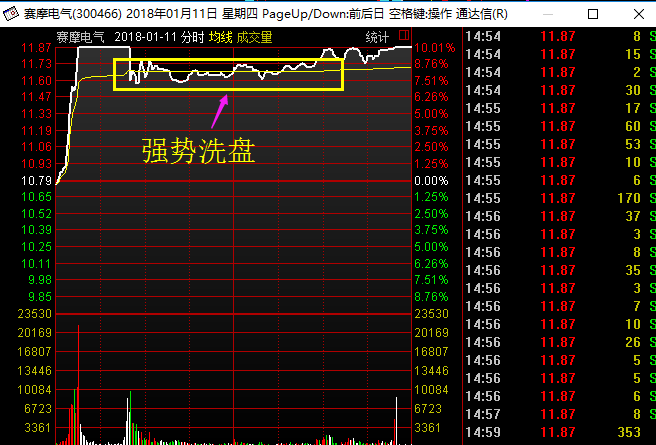 赛摩电气(300466) 2018年01月11日 星期四 PageUp/Down:前后日 空格键:操作 通达信(R)
赛摩电气 2018-01-11 分时 均线 成交量 统计
11.87 10.01%
11.73 8.76%
11.60 7.51%
11.47 6.26%
11.33 5.00%
11.19 3.75%
11.06 2.50%
10.93 1.25%
10.79 0.00%
10.65 1.25%
10.52 2.50%
10.39 3.75%
10.25 5.00%
10.11 6.26%
9.98 7.51%
9.85 8.76%
强势洗盘
23530 23530
20169 20169
16807 16807
13446 13446
10084 10084
6723 6723
3361 3361
14:54 11.87 8 S
14:54 11.87 15 S
14:54 11.87 2 S
14:54 11.87 30 S
14:55 11.87 17 S
14:55 11.87 60 S
14:55 11.87 53 S
14:55 11.87 10 S
14:55 11.87 6 S
14:55 11.87 170 S
14:56 11.87 37 S
14:56 11.87 3 S
14:56 11.87 8 S
14:56 11.87 35 S
14:56 11.87 3 S
14:56 11.87 7 S
14:56 11.87 10 S
14:56 11.87 26 S
14:56 11.87 5 S
14:56 11.87 5 S
14:56 11.87 6 S
14:57 11.87 8 S
14:59 11.87 353